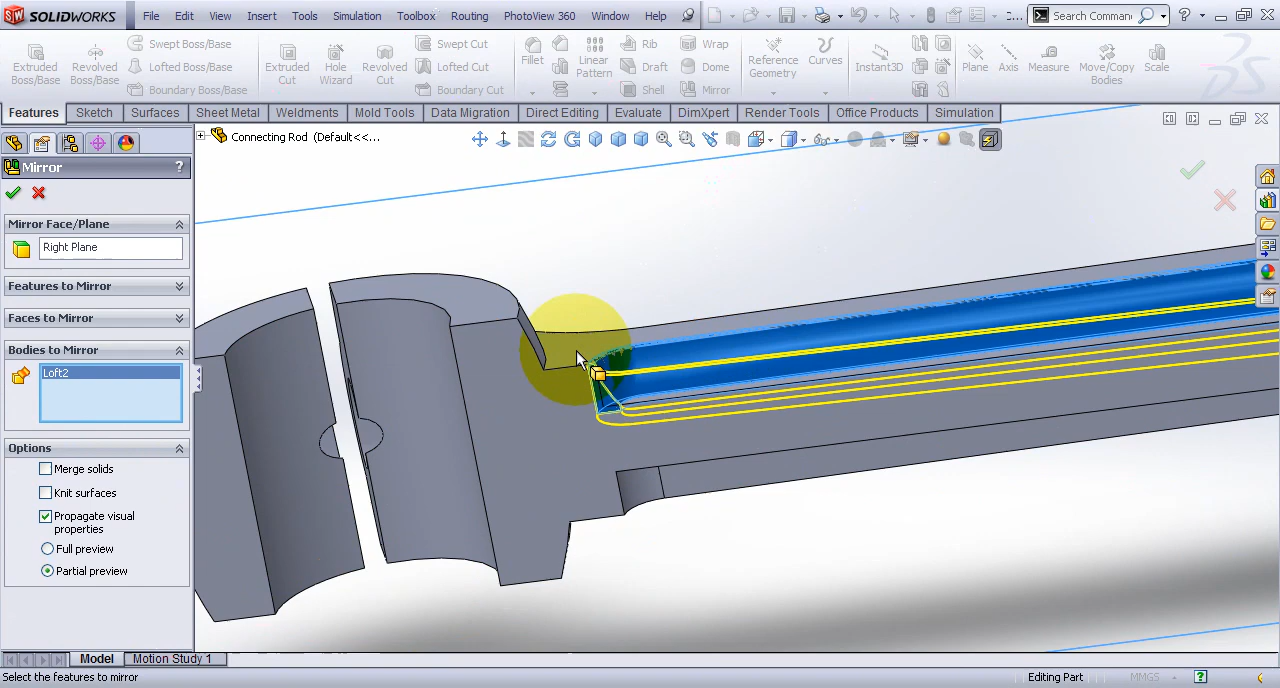 SOLIDWORKS File Edit View Insert Tools Simulation Toolbox Routing PhotoView 360 Window Help Search Comman
Extruded Boss/Base
Revolved Boss/Base
Swept Boss/Base
Lofted Boss/Base
Boundary Boss/Base
Extruded Cut
Hole Wizard
Revolved Cut
Swept Cut
Lofted Cut
Boundary Cut
Fillet
Linear Pattern
Rib
Draft
Shell
Wrap
Dome
Mirror
Reference Geometry
Curves
Instant3D
Plane
Axis
Measure
Move/Copy Bodies
Scale
Features Sketch Surfaces Sheet Metal Weldments Mold Tools Data Migration Direct Editing Evaluate DimXpert Render Tools Office Products Simulation
Connecting Rod (Default<...
Mirror ?
Mirror Face/Plane
Right Plane
Features to Mirror
Faces to Mirror
Bodies to Mirror
Loft2
Options
Merge solids
Knit surfaces
Propagate visual
properties
Full preview
Partial preview
Model Motion Study 1
Select the features to mirror Editing Part MMGS